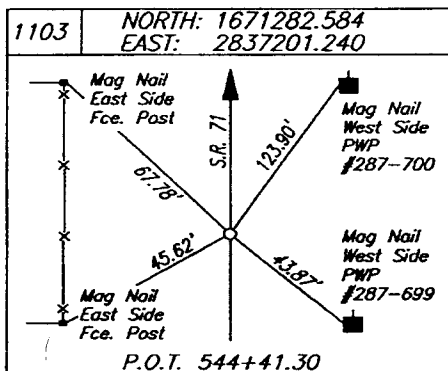 1103
NORTH: 1671282.584
EAST: 2837201.240
Mag Nail
East Side
Fce. Post
S.R. 71
Mag Nail
West Side
PWP
#287-700
67.78'
123.90'
45.62'
43.87'
Mag Nail
East Side
Fce. Post
Mag Nail
West Side
PWP
#287-699
P.O.T. 544+41.30